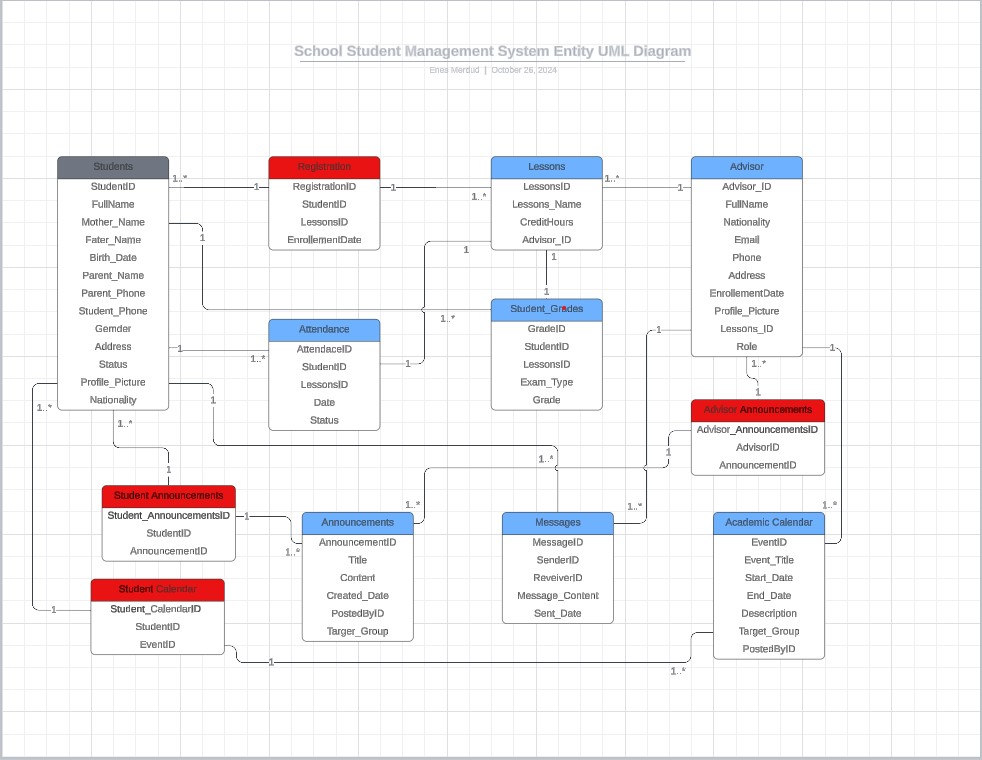 School Student Management System Entity UML Diagram
Enes Mertlud | October 26, 2024
Students
StudentID
FullName
Mother_Name
Fater_Name
Birth_Date
Parent_Name
Parent_Phone
Student_Phone
Gemder
Address
Status
Profile_Picture
Nationality
Registration
RegistrationID
StudentID
LessonsID
EnrollementDate
Lessons
LessonsID
Lessons_Name
CreditHours
Advisor_ID
Advisor
Advisor_ID
FullName
Nationality
Email
Phone
Address
EnrollementDate
Profile_Picture
Lessons_ID
Role
1..*
1
1
1..*
1..*
1
1
1..*
1
1
1
Attendance
AttendaceID
StudentID
LessonsID
Date
Status
Student_Grades
GradeID
StudentID
LessonsID
Exam_Type
Grade
1
1..*
1
1
1
1..*
1
Advisor Announcements
Advisor_AnnouncementsID
AdvisorID
AnnouncementID
1..*
1
1..*
1
1..*
1
Student Announcements
Student_AnnouncementsID
StudentID
AnnouncementID
1
1..*
1..*
1..*
1..*
Announcements
AnnouncementID
Title
Content
Created_Date
PostedByID
Targer_Group
Messages
MessageID
SenderID
ReveiverID
Message_Content
Sent_Date
Academic Calendar
EventID
Event_Title
Start_Date
End_Date
Desecription
Target_Group
PostedByID
Student Calendar
Student_CalendarID
StudentID
EventID
1
1
1..*